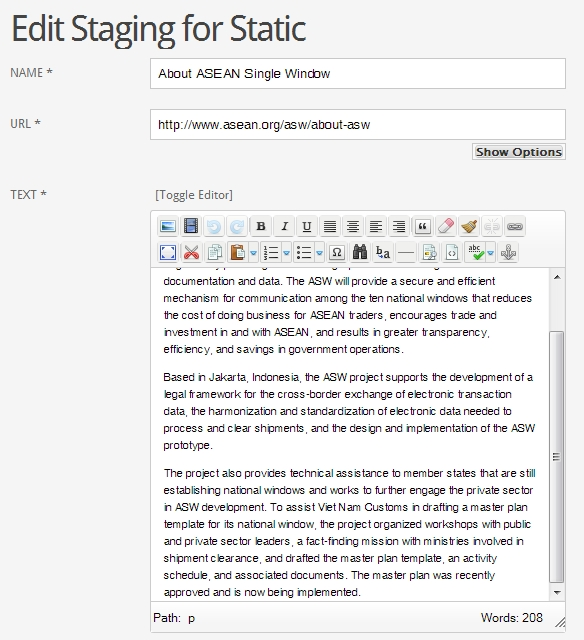 Edit Staging for Static
NAME *
About ASEAN Single Window
URL *
http://www.asean.org/asw/about-asw
Show Options
TEXT *
[Toggle Editor]
B I U
documentation and data. The ASW will provide a secure and efficient
mechanism for communication among the ten national windows that reduces
the cost of doing business for ASEAN traders, encourages trade and
investment in and with ASEAN, and results in greater transparency,
efficiency, and savings in government operations.
Based in Jakarta, Indonesia, the ASW project supports the development of a
legal framework for the cross-border exchange of electronic transaction
data, the harmonization and standardization of electronic data needed to
process and clear shipments, and the design and implementation of the ASW
prototype.
The project also provides technical assistance to member states that are still
establishing national windows and works to further engage the private sector
in ASW development. To assist Viet Nam Customs in drafting a master plan
template for its national window, the project organized workshops with public
and private sector leaders, a fact-finding mission with ministries involved in
shipment clearance, and drafted the master plan template, an activity
schedule, and associated documents. The master plan was recently
approved and is now being implemented.
Path: p
Words: 208